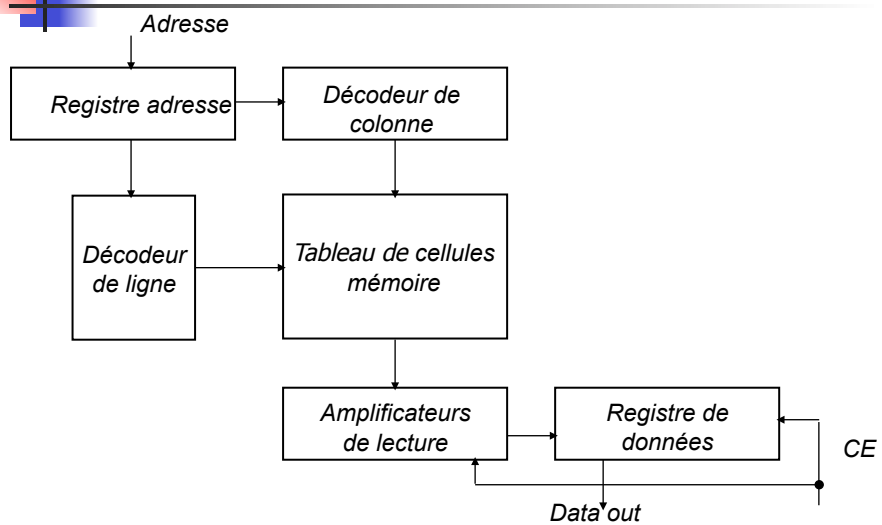 Adresse
Registre adresse
Décodeur de
colonne
Décodeur
de ligne
Tableau de cellules
mémoire
Amplificateurs
de lecture
Registre de
données
CE
Data out